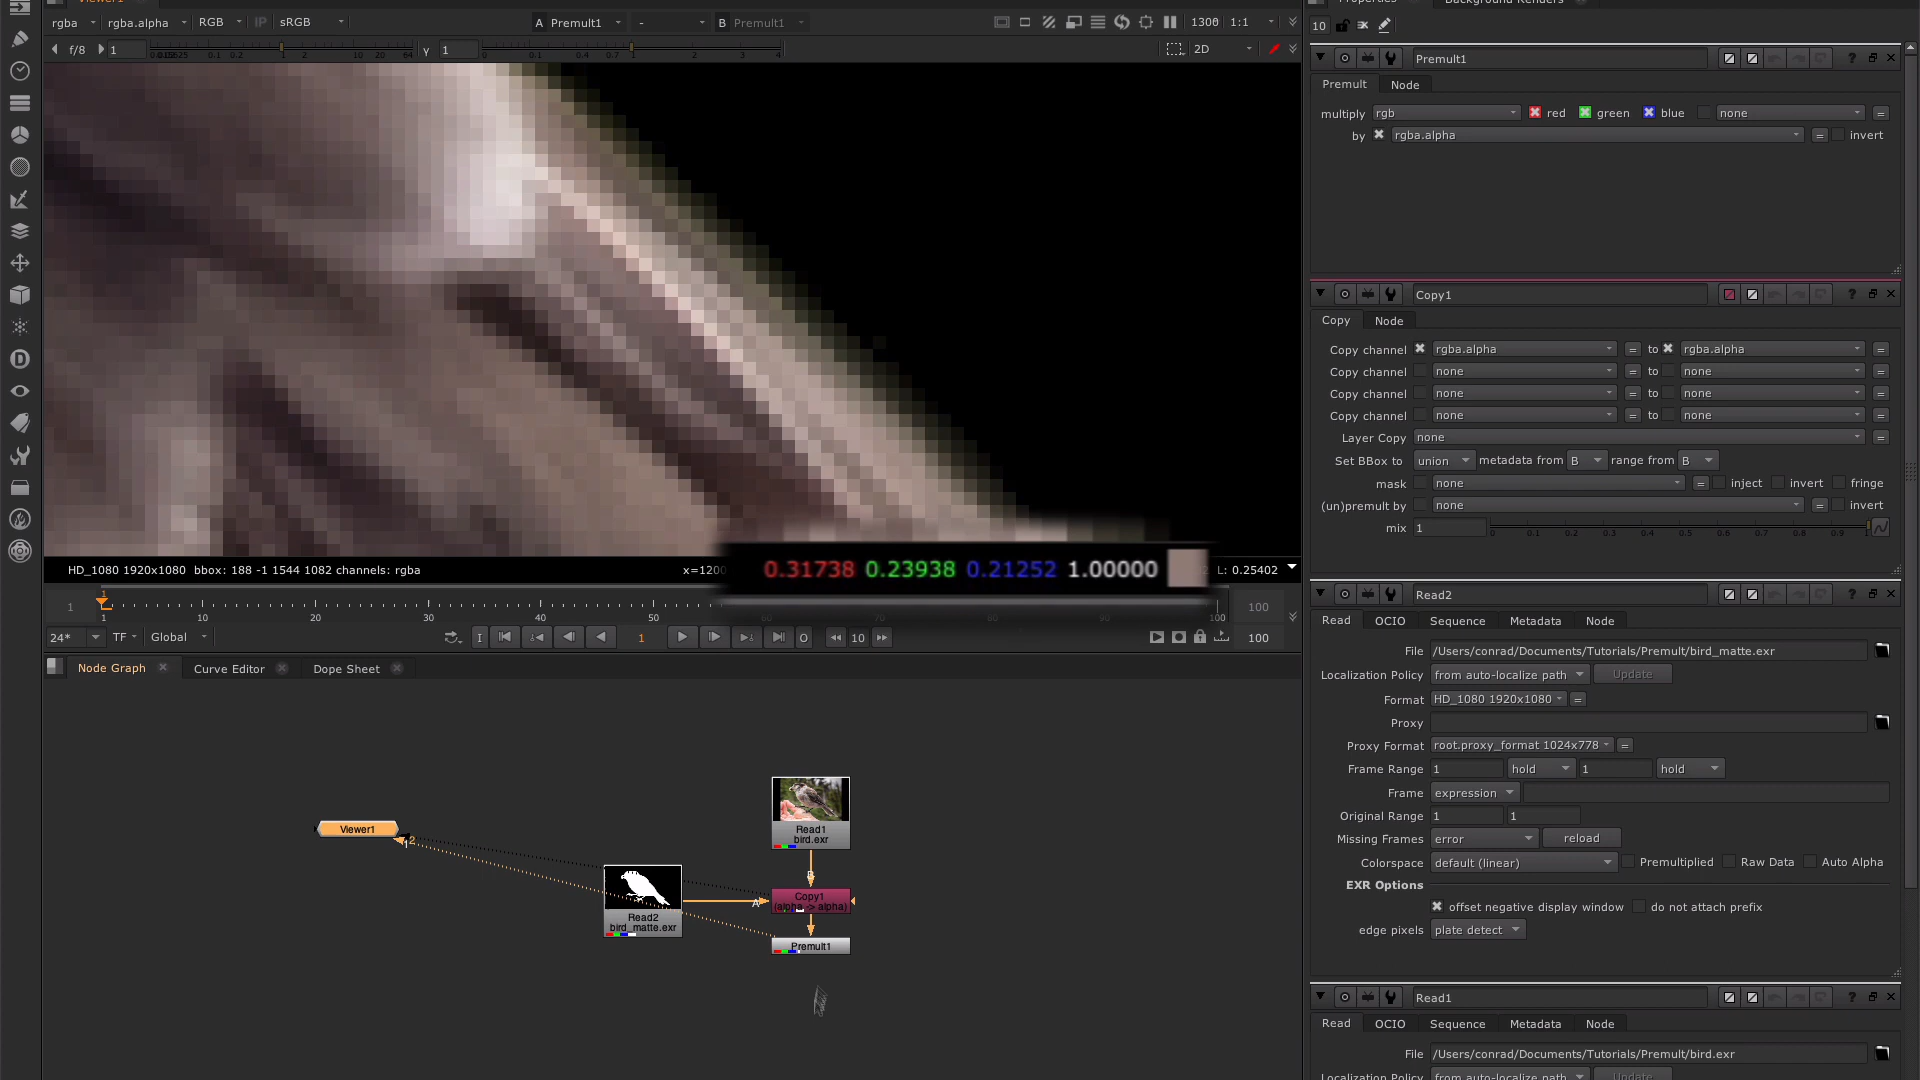 Viewer1
rgba rgba.alpha RGB IP sRGB A Premult1 - B Premult1 1:1
f/8 1 γ 1 2D
HD_1080 1920x1080 bbox: 188 -1 1544 1082 channels: rgba x=1200 0.31738 0.23938 0.21252 1.00000 L: 0.25402
1 1 10 20 30 40 50 60 70 80 90 100 100
24* TF Global I 1 O 10 100
Node Graph Curve Editor Dope Sheet
Viewer1
Read1
bird.exr
B
Copy1
(alpha -> alpha)
A
Read2
bird_matte.exr
Premult1
Properties Background Renders
10
Premult1
Premult Node
multiply rgb red green blue none =
by rgba.alpha = invert
Copy1
Copy Node
Copy channel rgba.alpha = to rgba.alpha =
Copy channel none = to none =
Copy channel none = to none =
Copy channel none = to none =
Layer Copy none =
Set BBox to union metadata from B range from B
mask none = inject invert fringe
(un)premult by none = invert
mix 1 0 0.1 0.2 0.3 0.4 0.5 0.6 0.7 0.8 0.9 1
Read2
Read OCIO Sequence Metadata Node
File /Users/conrad/Documents/Tutorials/Premult/bird_matte.exr
Localization Policy from auto-localize path Update
Format HD_1080 1920x1080 =
Proxy
Proxy Format root.proxy_format 1024x778 =
Frame Range 1 hold 1 hold
Frame expression
Original Range 1 1
Missing Frames error reload
Colorspace default (linear) Premultiplied Raw Data Auto Alpha
EXR Options
offset negative display window do not attach prefix
edge pixels plate detect
Read1
Read OCIO Sequence Metadata Node
File /Users/conrad/Documents/Tutorials/Premult/bird.exr
Localization Policy from auto-localize path Update